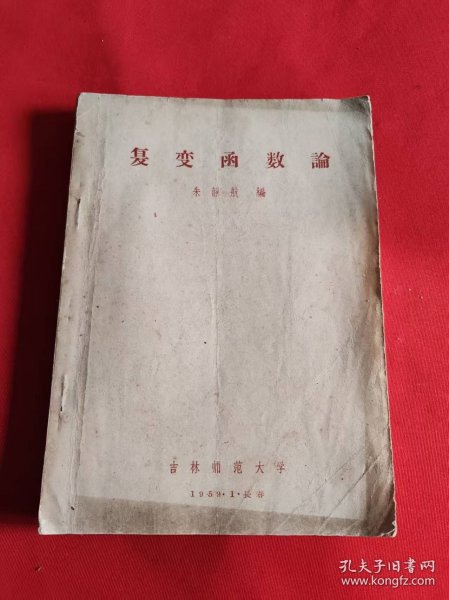 复变函数論
朱静航編
吉林师范大学
1959·1·長春
孔夫子旧书网
www.kongfz.com